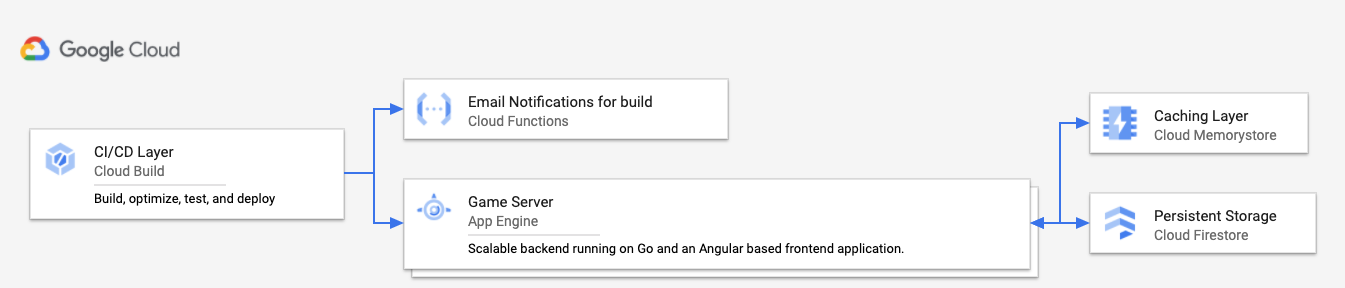 Google Cloud
Email Notifications for build
Cloud Functions
CI/CD Layer
Cloud Build
Build, optimize, test, and deploy
Game Server
App Engine
Scalable backend running on Go and an Angular based frontend application.
Caching Layer
Cloud Memorystore
Persistent Storage
Cloud Firestore